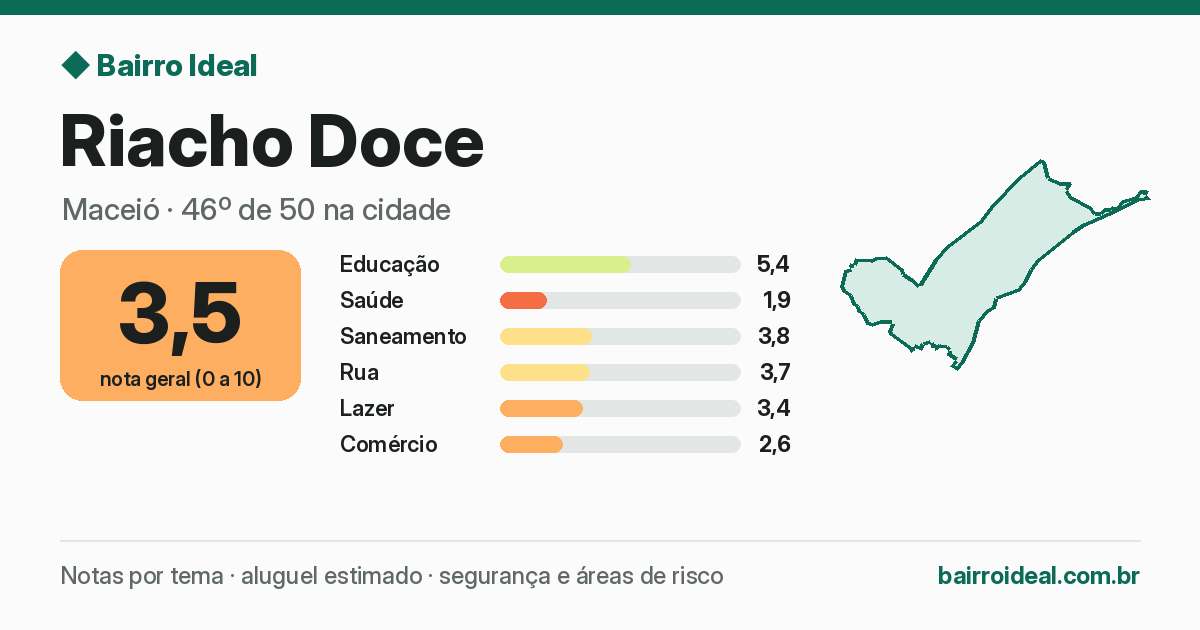 Bairro Ideal
Riacho Doce
Maceió · 46º de 50 na cidade
3,5
nota geral (0 a 10)
Educação 5,4
Saúde 1,9
Saneamento 3,8
Rua 3,7
Lazer 3,4
Comércio 2,6
Notas por tema · aluguel estimado · segurança e áreas de risco
bairroideal.com.br